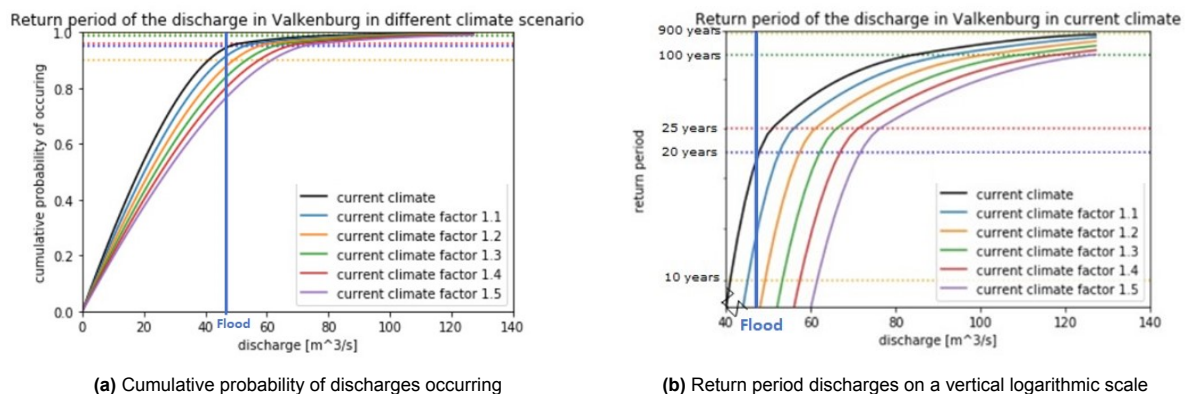 Return period of the discharge in Valkenburg in different climate scenario
1.0
0.8
0.6
0.4
0.2
0.0
cumulative probability of occuring
current climate
current climate factor 1.1
current climate factor 1.2
current climate factor 1.3
current climate factor 1.4
current climate factor 1.5
0 20 40 60 80 100 120 140
Flood
discharge [m^3/s]
(a) Cumulative probability of discharges occurring
Return period of the discharge in Valkenburg in current climate
900 years
100 years
25 years
20 years
10 years
return period
current climate
current climate factor 1.1
current climate factor 1.2
current climate factor 1.3
current climate factor 1.4
current climate factor 1.5
40 60 80 100 120 140
Flood
discharge [m^3/s]
(b) Return period discharges on a vertical logarithmic scale